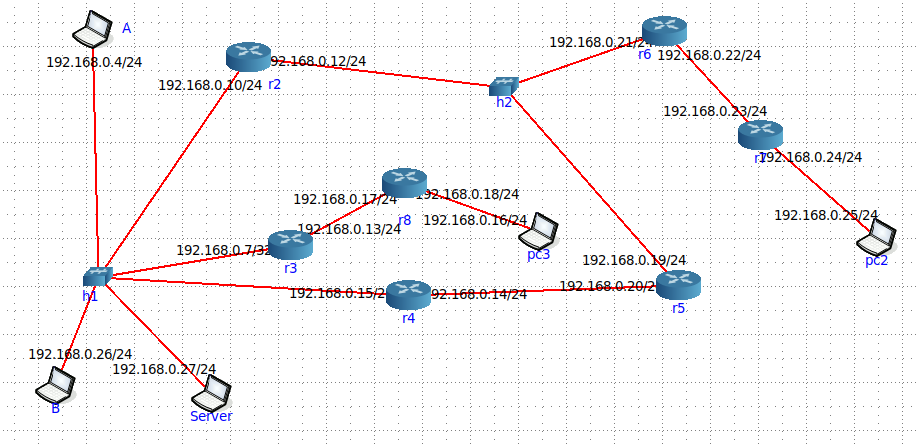 A
192.168.0.4/24
192.168.0.12/24
192.168.0.10/24
r2
h2
192.168.0.21/24
r6
192.168.0.22/24
192.168.0.23/24
192.168.0.24/24
192.168.0.25/24
pc2
192.168.0.17/24
192.168.0.18/24
r8
192.168.0.16/24
pc3
192.168.0.13/24
192.168.0.7/32
r3
192.168.0.19/24
h1
192.168.0.15/2
192.168.0.14/24
192.168.0.20/2
r4
r5
192.168.0.26/24
192.168.0.27/24
B
Server